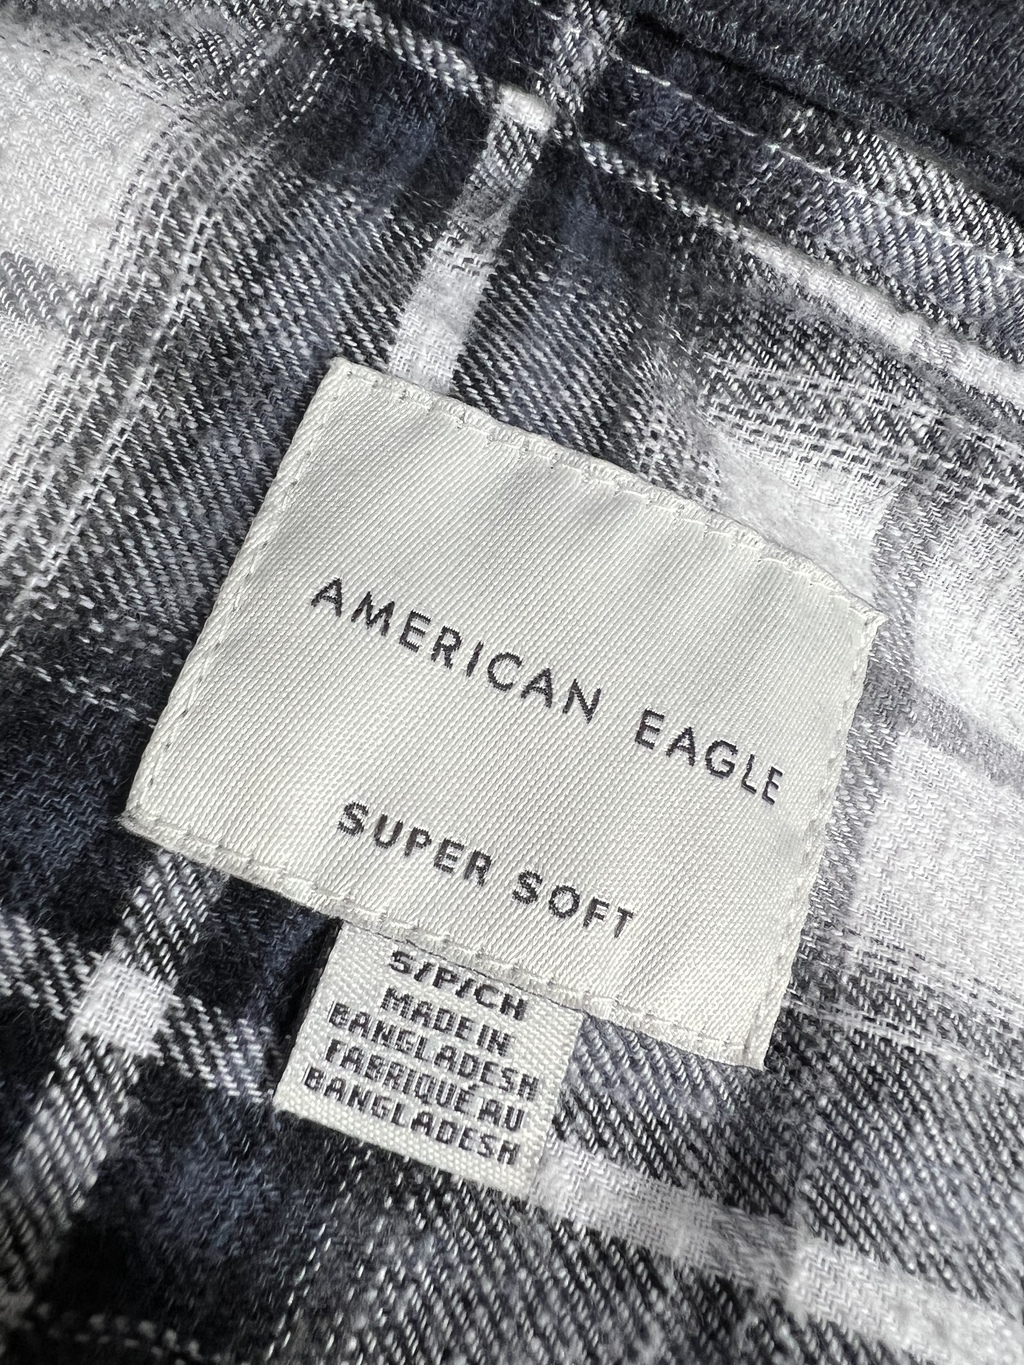 AMERICAN EAGLE
SUPER SOFT
S/P/CH
MADE IN
BANGLADESH
FABRIQUÉ AU
BANGLADESH